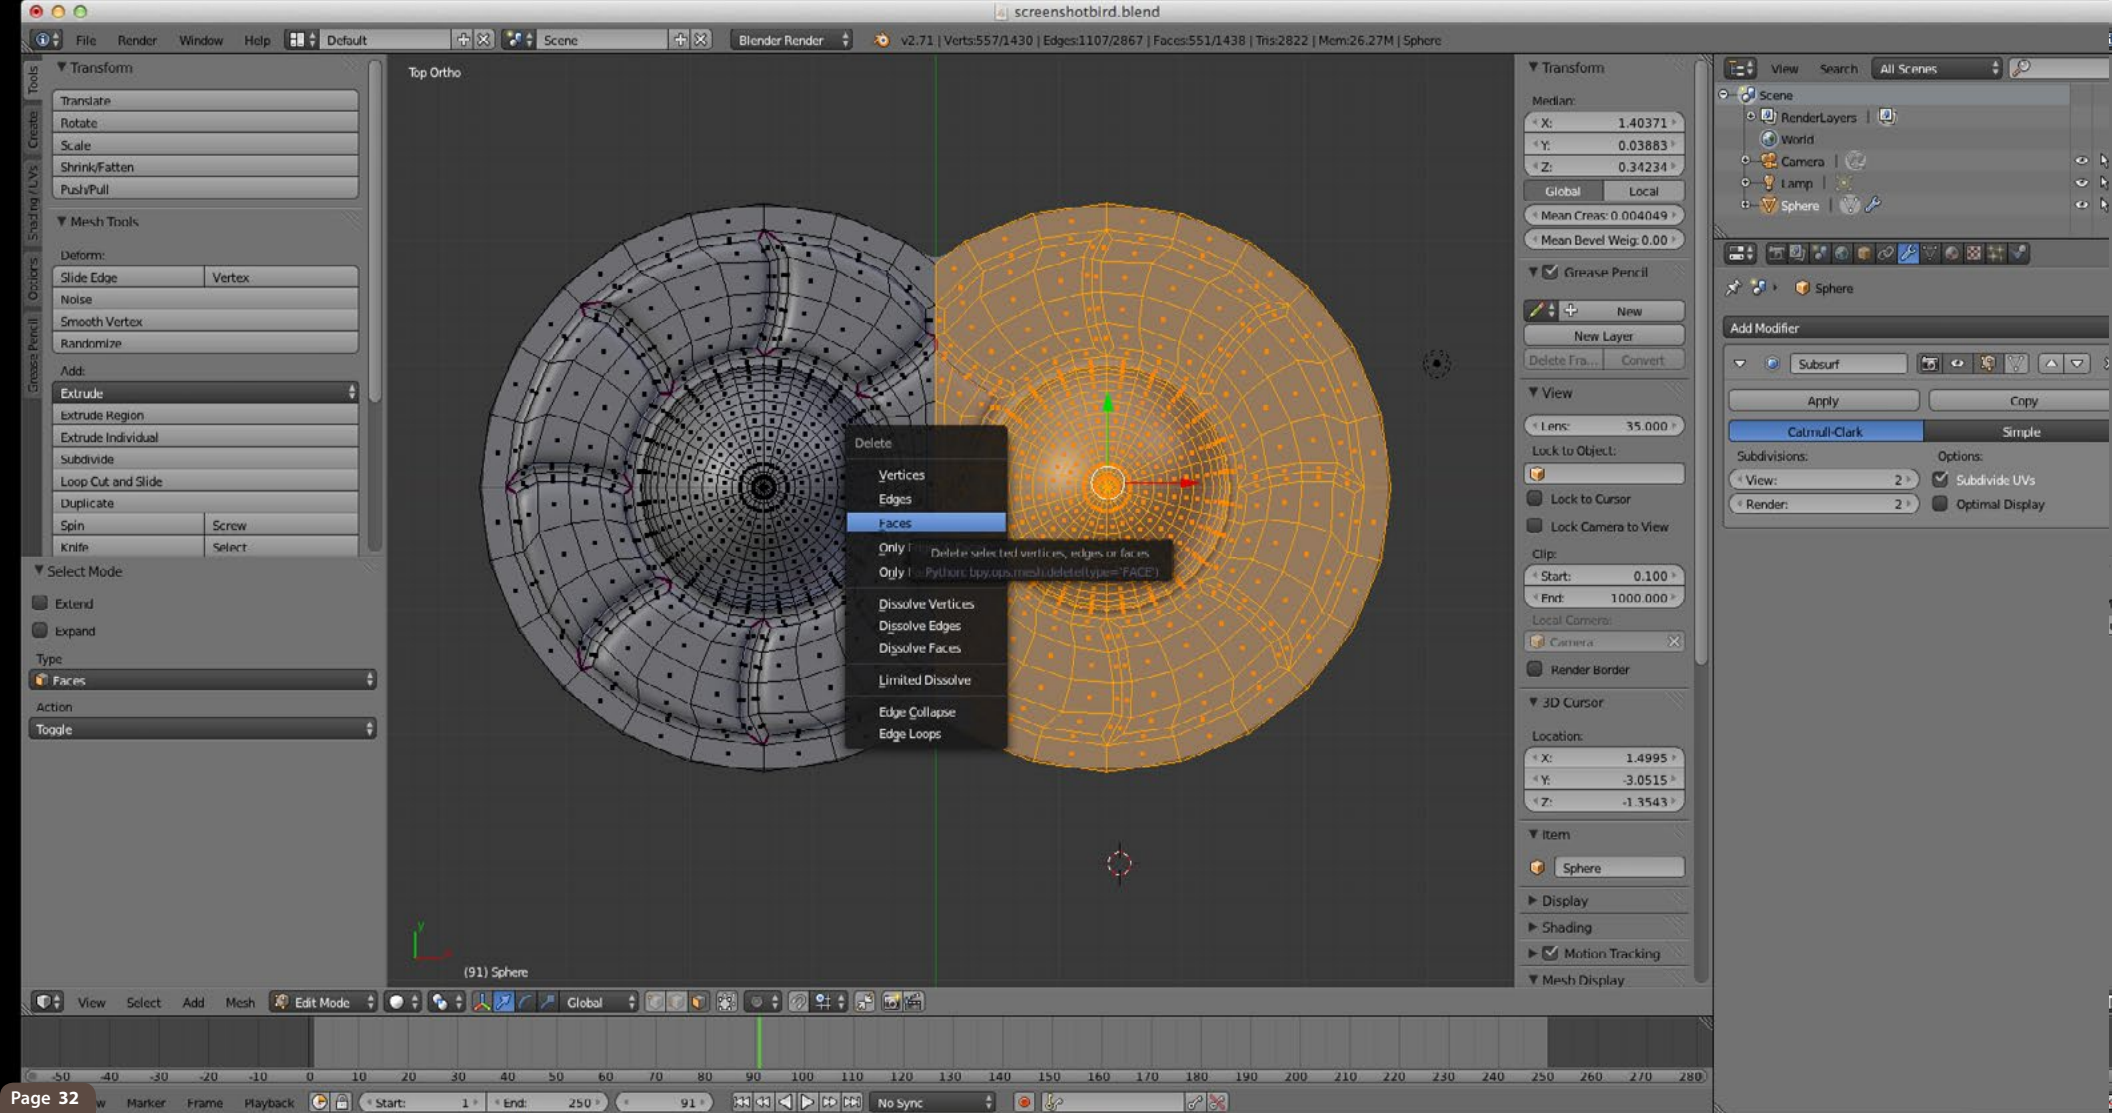 screenshotbird.blend
File Render Window Help Default Scene Blender Render v2.71 | Verts:557/1430 | Edges:1107/2867 | Faces:551/1438 | Tris:2822 | Mem:26.27M | Sphere
Tools
Create
Shading / UVs
Options
Grease Pencil
Transform
Translate
Rotate
Scale
Shrink/Fatten
Push/Pull
Mesh Tools
Deform:
Slide Edge Vertex
Noise
Smooth Vertex
Randomize
Add:
Extrude
Extrude Region
Extrude Individual
Subdivide
Loop Cut and Slide
Duplicate
Spin Screw
Knife Select
Select Mode
Extend
Expand
Type
Faces
Action
Toggle
Top Ortho
Delete
Vertices
Edges
Faces
Only
Only
Delete selected vertices, edges or faces
Python: bpy.ops.mesh.delete(type='FACE')
Dissolve Vertices
Dissolve Edges
Dissolve Faces
Limited Dissolve
Edge Collapse
Edge Loops
y
(91) Sphere
Transform
Median:
X: 1.40371
Y: 0.03883
Z: 0.34234
Global Local
Mean Creas: 0.004049
Mean Bevel Weig: 0.00
Grease Pencil
New
New Layer
Delete Fra... Convert
View
Lens: 35.000
Lock to Object:
Lock to Cursor
Lock Camera to View
Clip:
Start: 0.100
End: 1000.000
Local Camera:
Camera
Render Border
3D Cursor
Location:
X: 1.4995
Y: -3.0515
Z: -1.3543
Item
Sphere
Display
Shading
Motion Tracking
Mesh Display
View Search All Scenes
Scene
RenderLayers
World
Camera
Lamp
Sphere
Sphere
Add Modifier
Subsurf
Apply Copy
Catmull-Clark Simple
Subdivisions: Options:
View: 2 Subdivide UVs
Render: 2 Optimal Display
View Select Add Mesh Edit Mode Global
-50 -40 -30 -20 -10 0 10 20 30 40 50 60 70 80 90 100 110 120 130 140 150 160 170 180 190 200 210 220 230 240 250 260 270 280
Page 32
Marker Frame Playback Start: 1 End: 250 91 No Sync